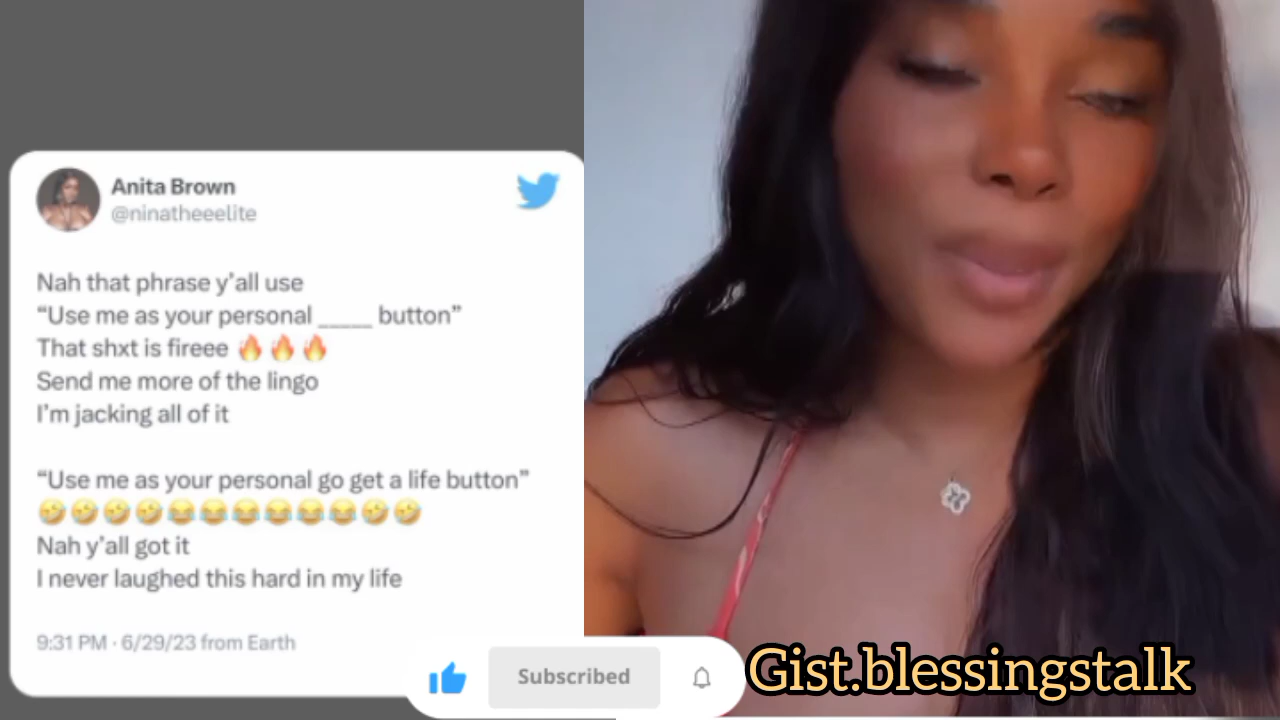 Anita Brown
@ninatheeelite
Nah that phrase y’all use
“Use me as your personal _____ button”
That shxt is fireee 🔥🔥🔥
Send me more of the lingo
I’m jacking all of it
“Use me as your personal go get a life button”
🤣🤣🤣🤣😂😂😂😂😂😂🤣🤣
Nah y’all got it
I never laughed this hard in my life
9:31 PM · 6/29/23 from Earth
Subscribed
Gist.blessingstalk